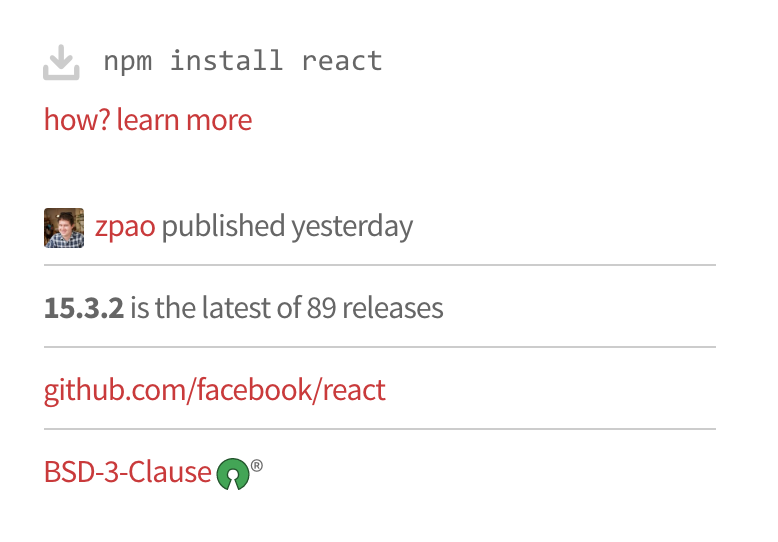 npm install react
how? learn more
zpao published yesterday
15.3.2 is the latest of 89 releases
github.com/facebook/react
BSD-3-Clause ®